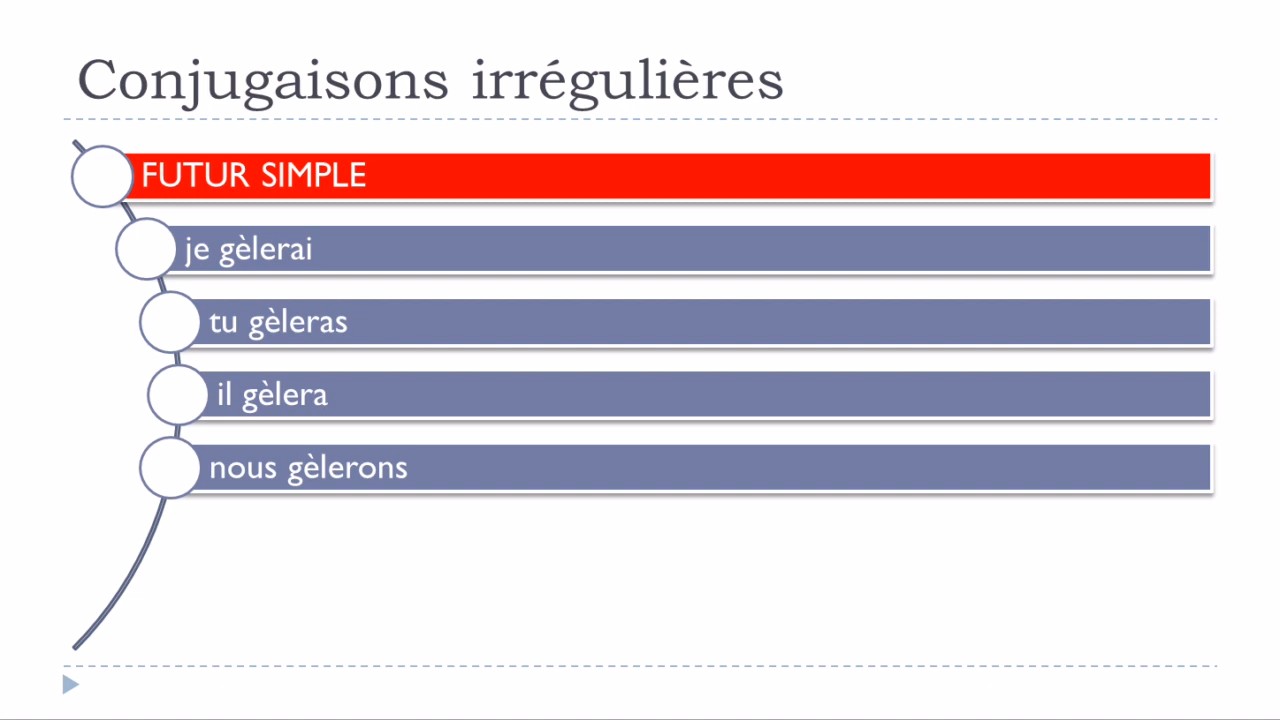 Conjugaisons irrégulières
FUTUR SIMPLE
je gèlerai
tu gèleras
il gèlera
nous gèlerons